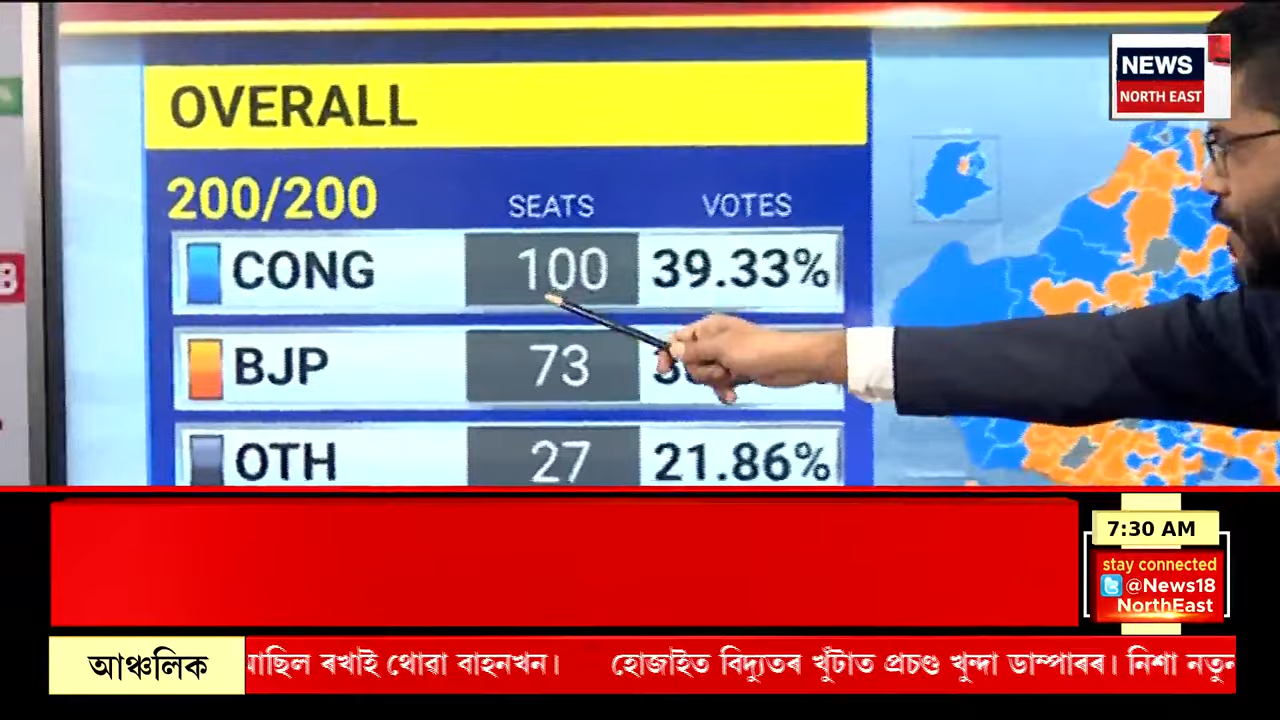 OVERALL
200/200 SEATS VOTES
CONG 100 39.33%
BJP 73
OTH 27 21.86%
NEWS
NORTH EAST
7:30 AM
stay connected
@News18
NorthEast
আঞ্চলিক
ৰখাই থোৱা বাহনখন। হোজাইত বিদ্যুতৰ খুঁটাত প্ৰচণ্ড খুন্দা ডাম্পাৰৰ। নিশা